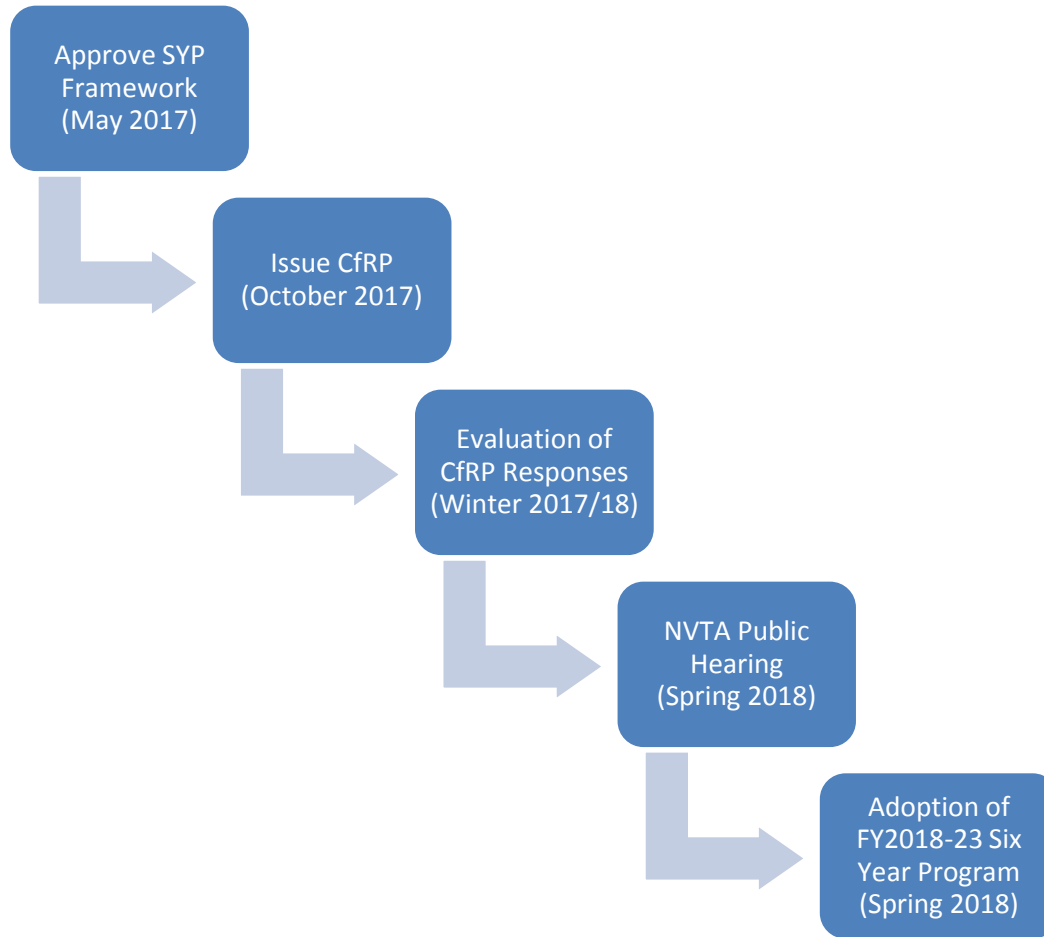 Approve SYP
Framework
(May 2017)
Issue CfRP
(October 2017)
Evaluation of
CfRP Responses
(Winter 2017/18)
NVTA Public
Hearing
(Spring 2018)
Adoption of
FY2018-23 Six
Year Program
(Spring 2018)